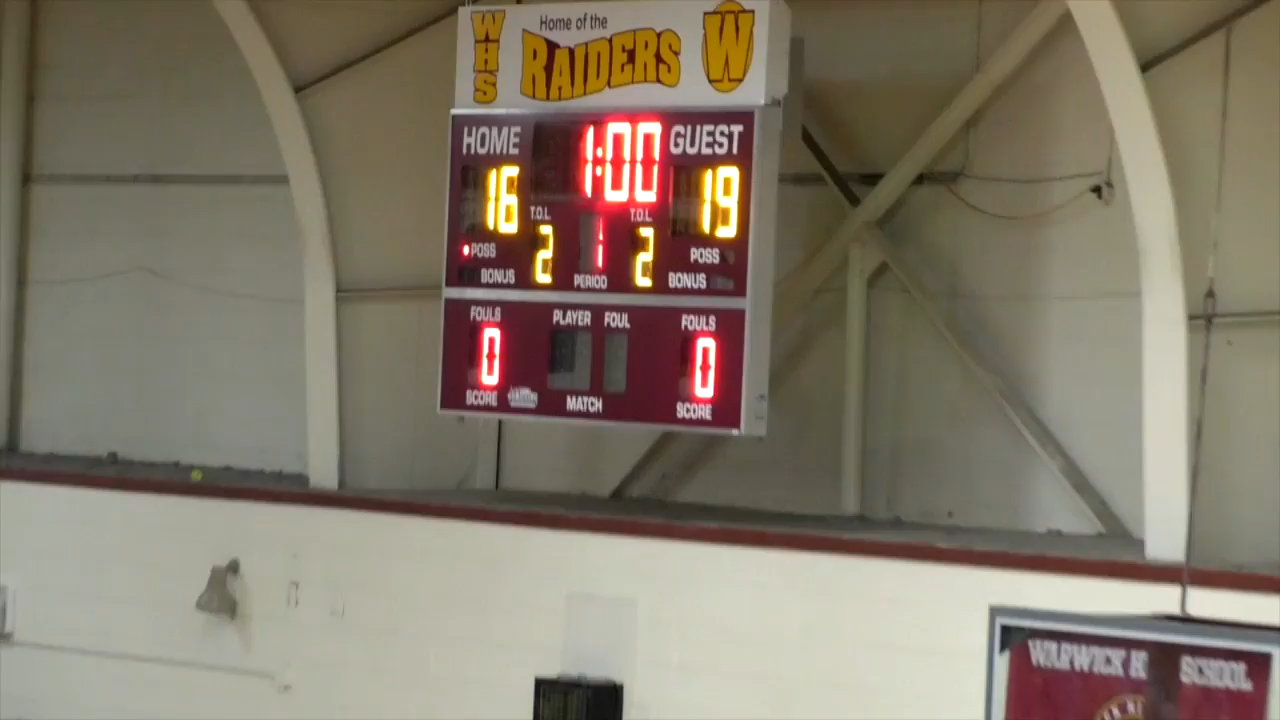 WHS
Home of the
RAIDERS
W
HOME 1:00 GUEST
16 19
T.O.L. T.O.L.
2 1 2
POSS POSS
BONUS PERIOD BONUS
FOULS PLAYER FOUL FOULS
0 0
SCORE MATCH SCORE
WARWICK H SCHOOL